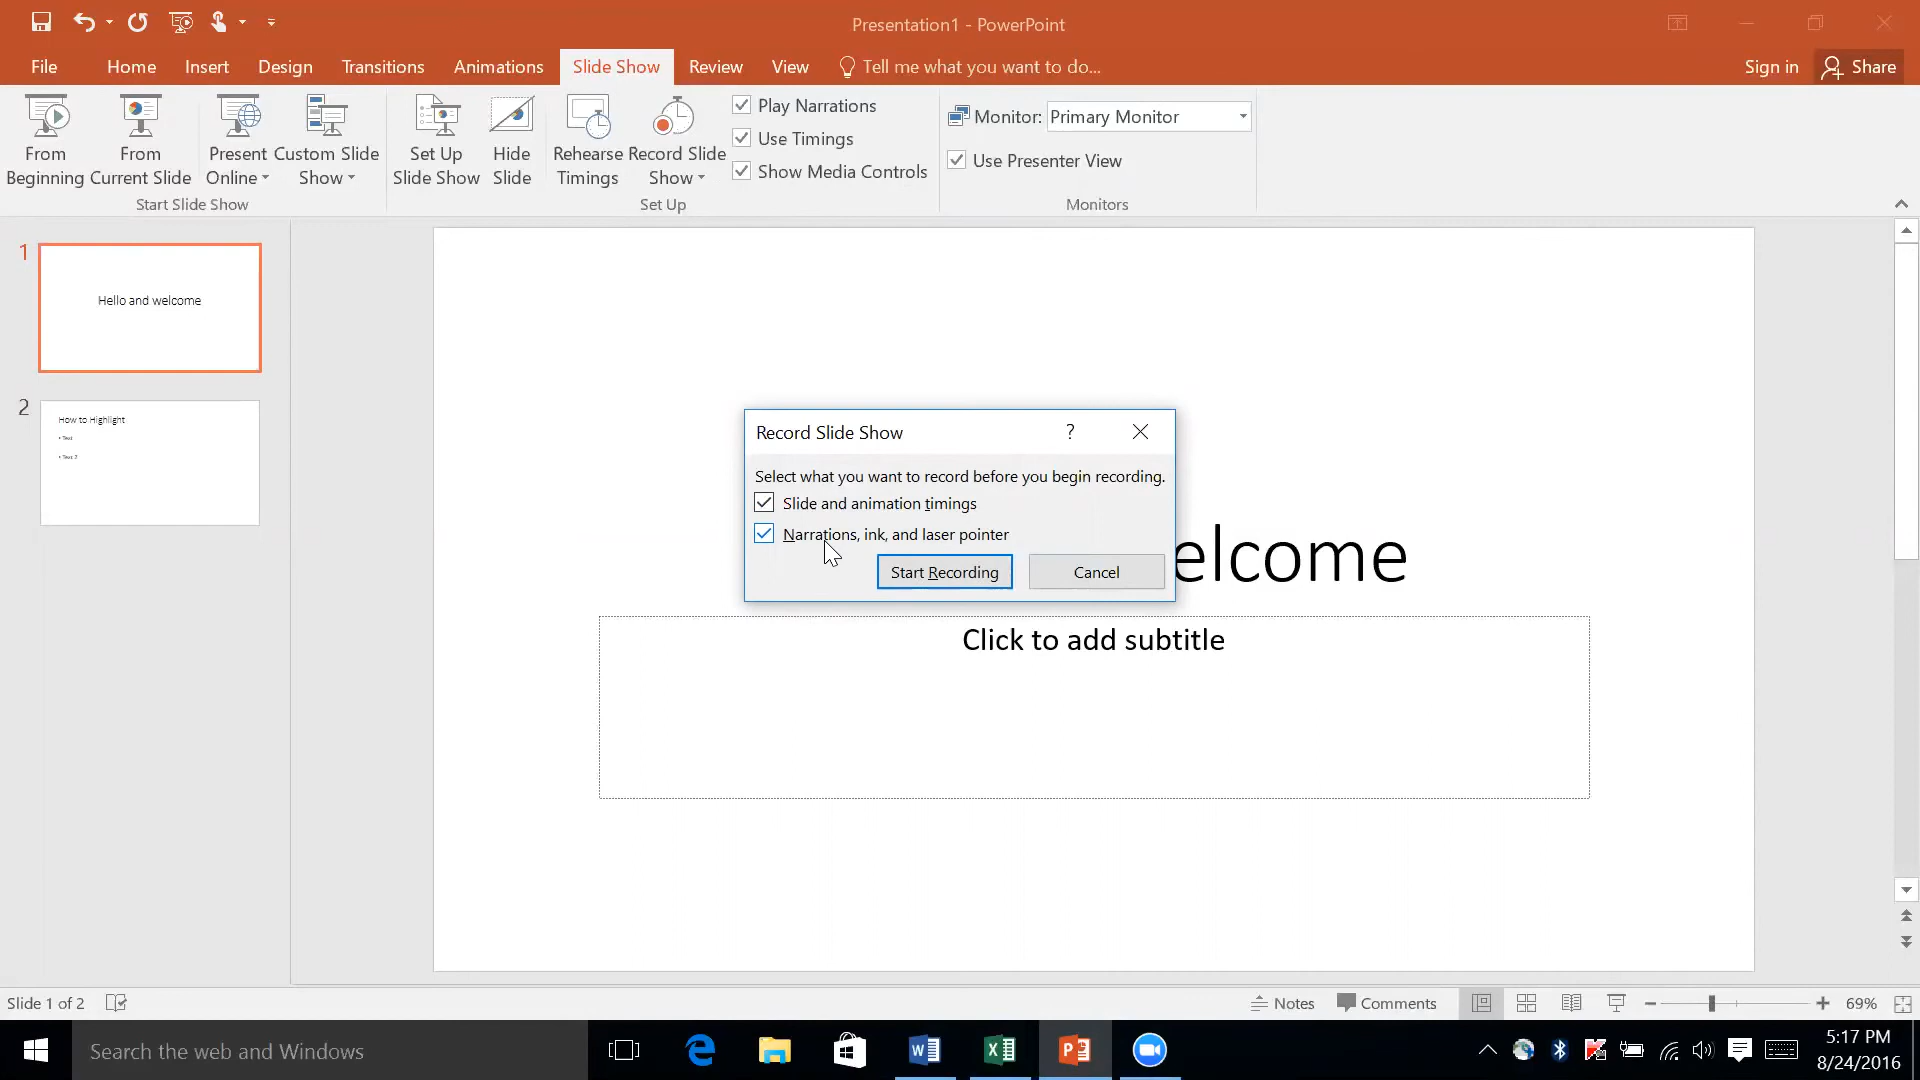 Presentation1 - PowerPoint
File Home Insert Design Transitions Animations Slide Show Review View Tell me what you want to do... Sign in Share
From Beginning
From Current Slide
Present Online
Custom Slide Show
Start Slide Show
Set Up Slide Show
Hide Slide
Rehearse Timings
Record Slide Show
Play Narrations
Use Timings
Show Media Controls
Set Up
Monitor: Primary Monitor
Use Presenter View
Monitors
1
Hello and welcome
2
How to Highlight
• Text
• Text 2
Record Slide Show ?
Select what you want to record before you begin recording.
Slide and animation timings
Narrations, ink, and laser pointer
Start Recording Cancel
elcome
Click to add subtitle
Slide 1 of 2 Notes Comments 69%
Search the web and Windows
5:17 PM
8/24/2016